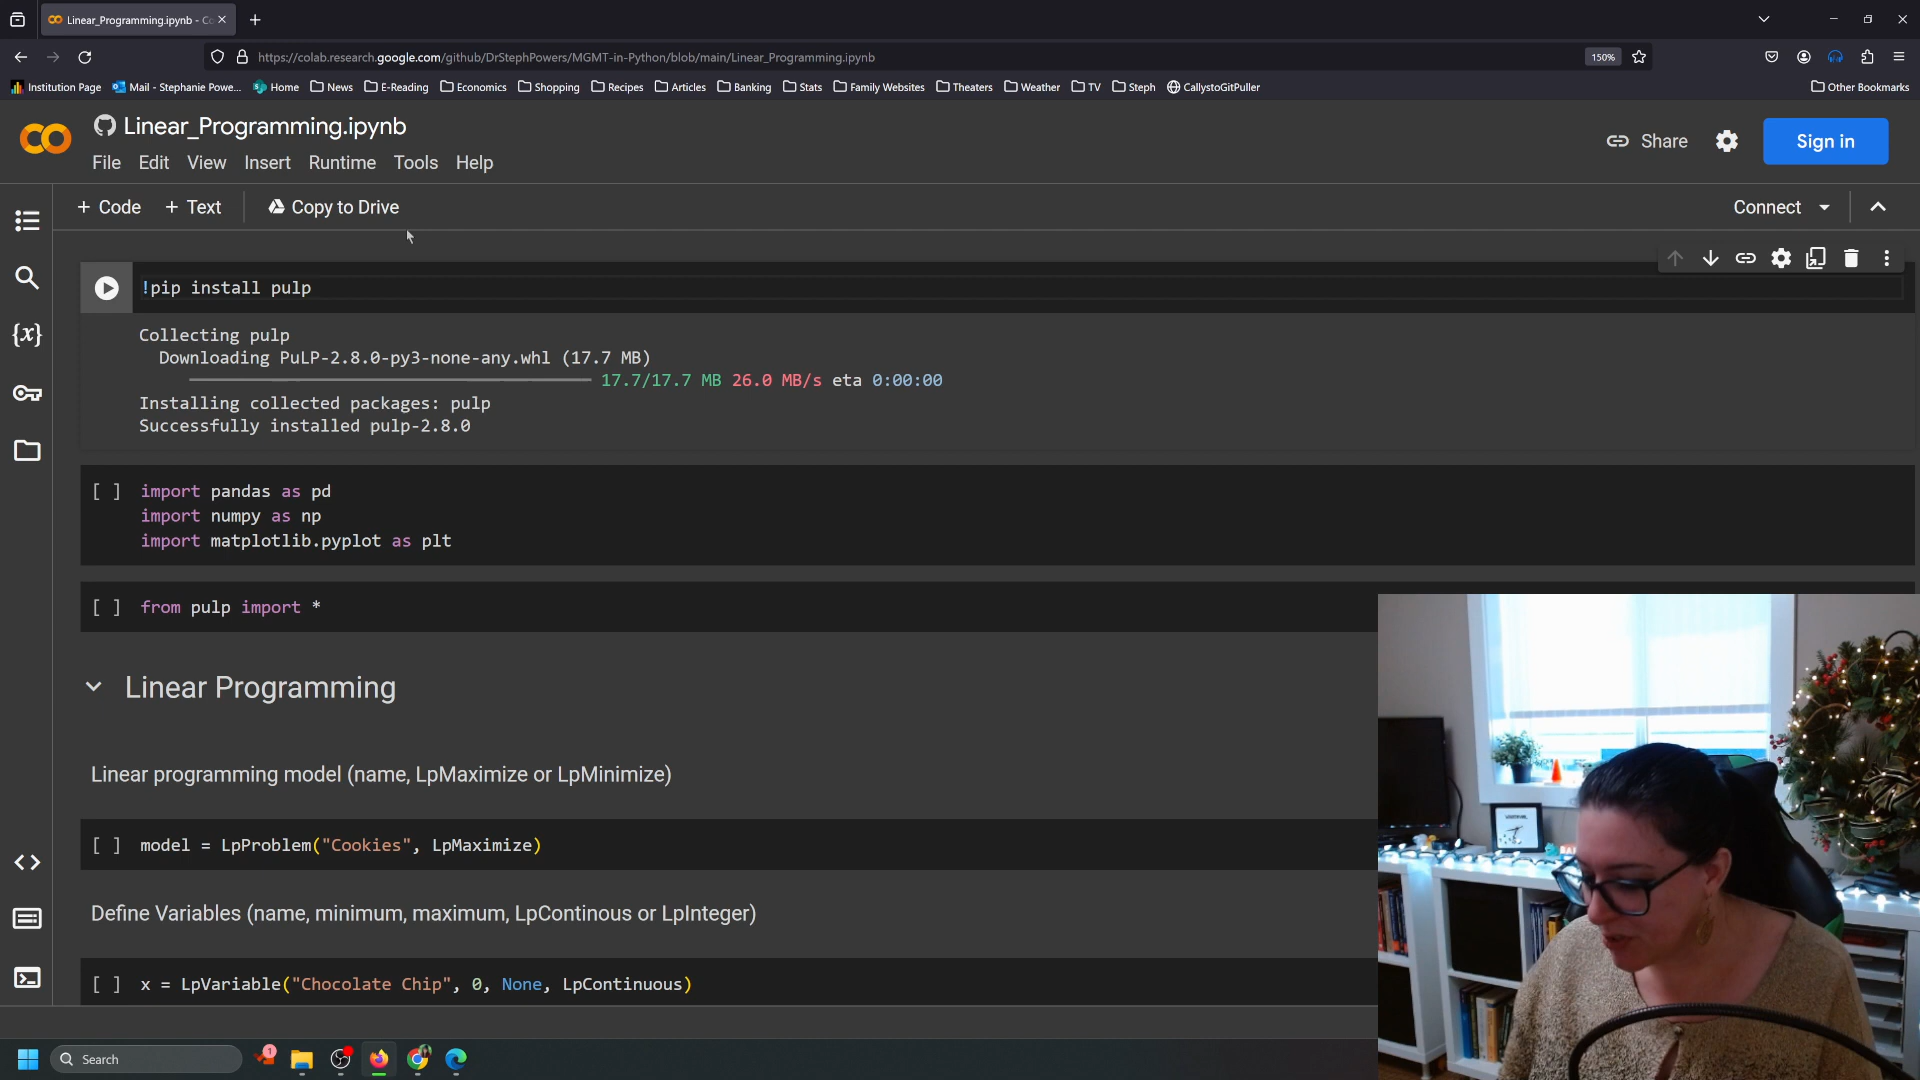 Linear_Programming.ipynb - Co
https://colab.research.google.com/github/DrStephPowers/MGMT-in-Python/blob/main/Linear_Programming.ipynb
150%
Institution Page
Mail - Stephanie Powe...
Home
News
E-Reading
Economics
Shopping
Recipes
Articles
Banking
Stats
Family Websites
Theaters
Weather
TV
Steph
CallystoGitPuller
Other Bookmarks
Linear_Programming.ipynb
File Edit View Insert Runtime Tools Help
Share
Sign in
+ Code + Text
Copy to Drive
Connect
!pip install pulp
Collecting pulp
Downloading PuLP-2.8.0-py3-none-any.whl (17.7 MB)
17.7/17.7 MB 26.0 MB/s eta 0:00:00
Installing collected packages: pulp
Successfully installed pulp-2.8.0
[ ] import pandas as pd
import numpy as np
import matplotlib.pyplot as plt
[ ] from pulp import *
Linear Programming
Linear programming model (name, LpMaximize or LpMinimize)
[ ] model = LpProblem("Cookies", LpMaximize)
Define Variables (name, minimum, maximum, LpContinous or LpInteger)
[ ] x = LpVariable("Chocolate Chip", 0, None, LpContinuous)
{x}
Search
1